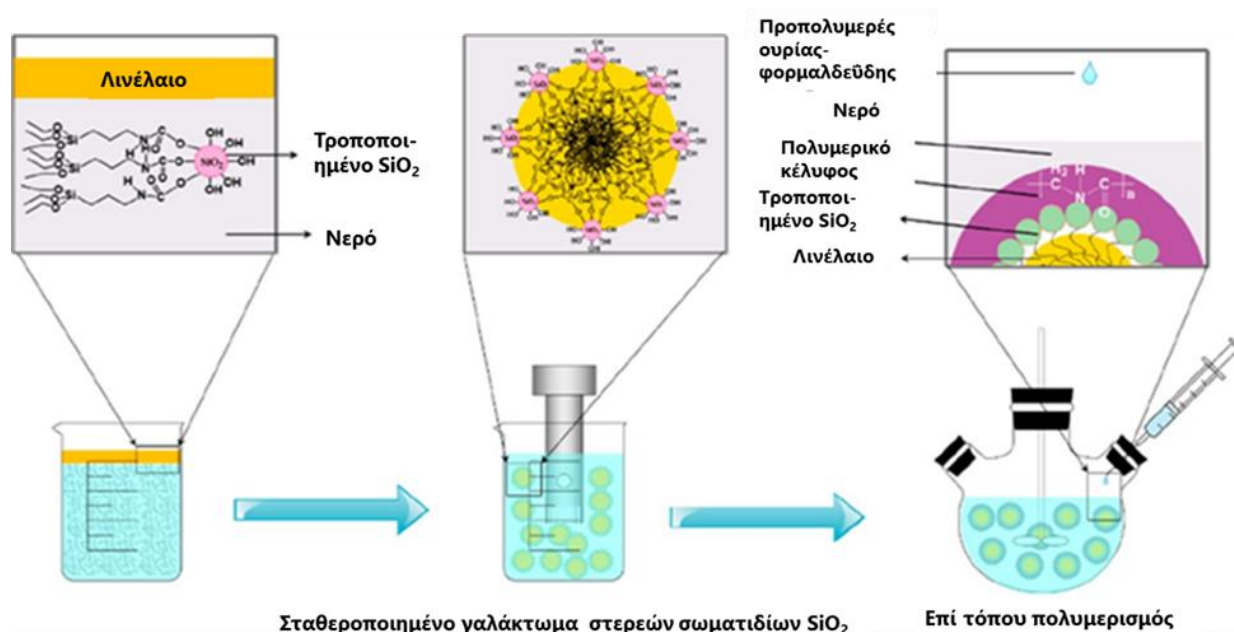 Λινέλαιο
Τροποποι-
ημένο SiO₂
Νερό
Προπολυμερές
ουρίας-
φορμαλδεΰδης
Νερό
Πολυμερικό
κέλυφος
Τροποποι-
ημένο SiO₂
Λινέλαιο
Σταθεροποιημένο γαλάκτωμα στερεών σωματιδίων SiO₂
Επί τόπου πολυμερισμός